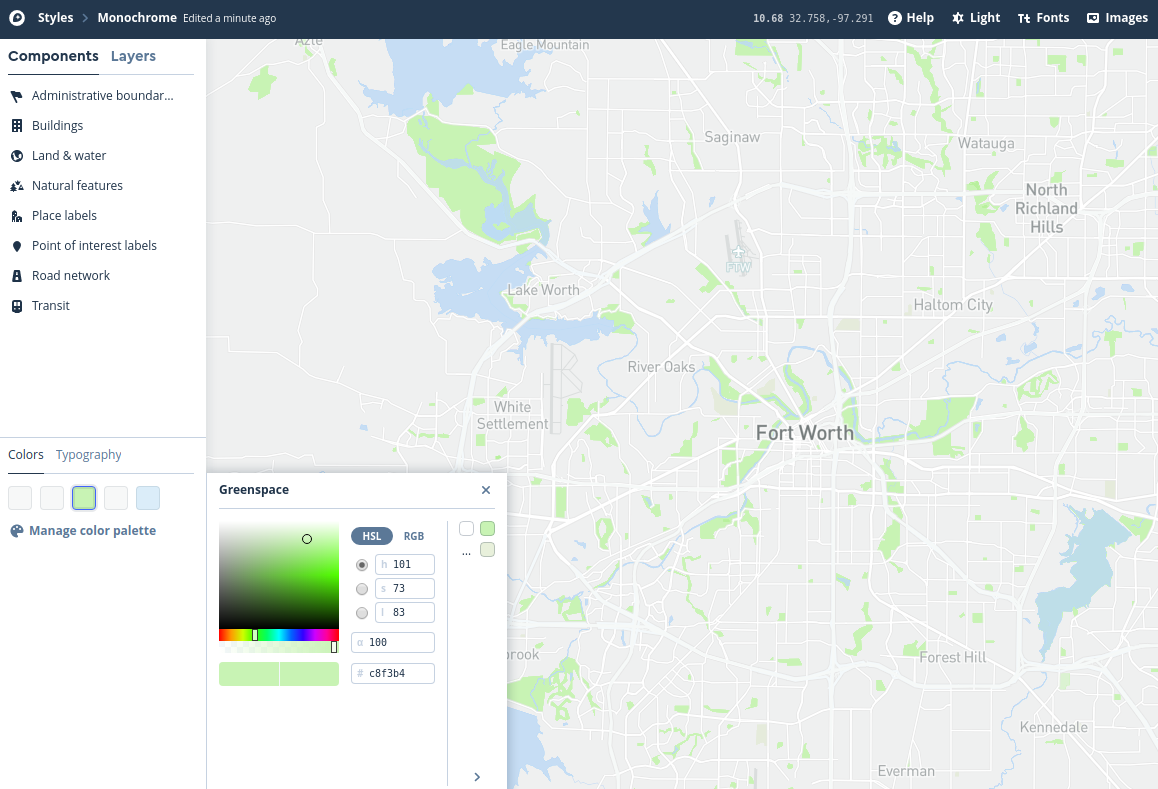 Styles
Monochrome
Edited a minute ago
10.68 32.758,-97.291
Help
Light
Fonts
Images
Components
Layers
Administrative boundar...
Buildings
Land & water
Natural features
Place labels
Point of interest labels
Road network
Transit
Colors
Typography
Manage color palette
Greenspace
HSL
RGB
h 101
s 73
l 83
α 100
# c8f3b4
...
Azle
Eagle Mountain
Saginaw
Watauga
North
Richland
Hills
FTW
Lake Worth
Haltom City
River Oaks
White
Settlement
Fort Worth
brook
Forest Hill
Kennedale
Everman